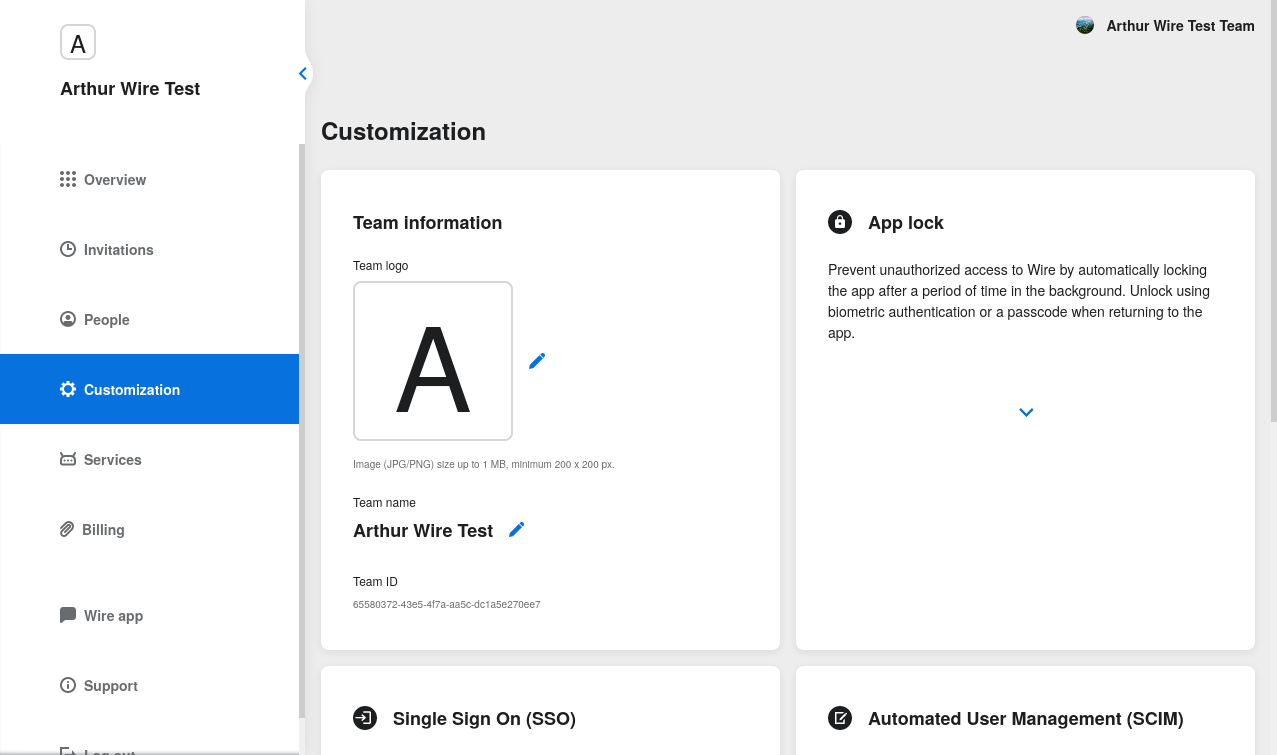 A
Arthur Wire Test
Overview
Invitations
People
Customization
Services
Billing
Wire app
Support
Log out
Arthur Wire Test Team
Customization
Team information
Team logo
A
Image (JPG/PNG) size up to 1 MB, minimum 200 x 200 px.
Team name
Arthur Wire Test
Team ID
65580372-43e5-4f7a-aa5c-dc1a5e270ee7
App lock
Prevent unauthorized access to Wire by automatically locking
the app after a period of time in the background. Unlock using
biometric authentication or a passcode when returning to the
app.
Single Sign On (SSO)
Automated User Management (SCIM)